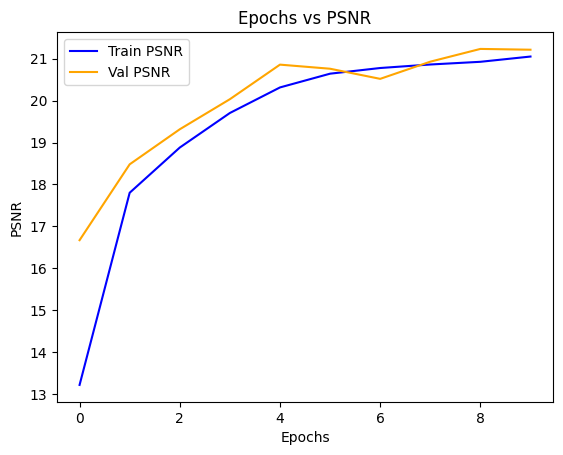 Epochs vs PSNR
Train PSNR
Val PSNR
PSNR
21
20
19
18
17
16
15
14
13
0 2 4 6 8
Epochs